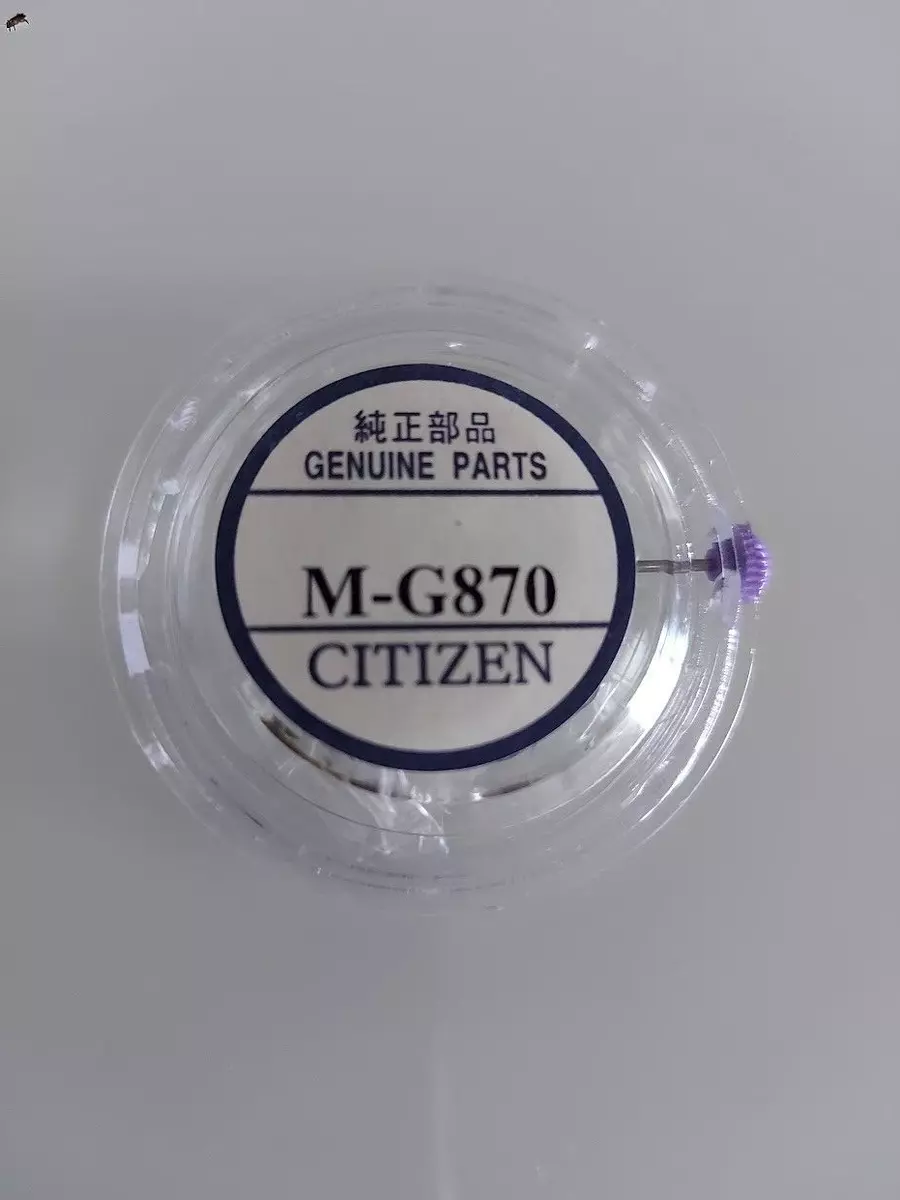 純正部品
GENUINE PARTS
M-G870
CITIZEN